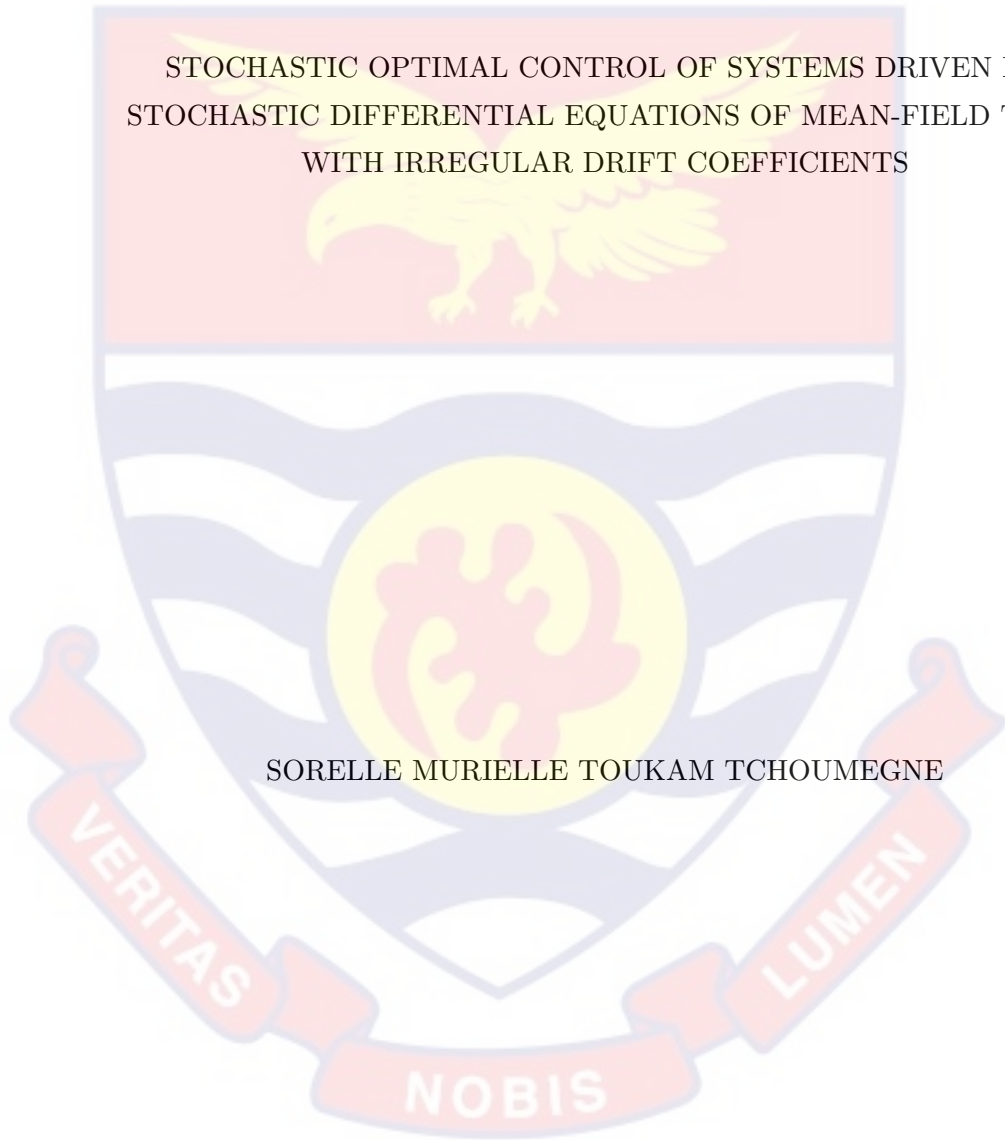 STOCHASTIC OPTIMAL CONTROL OF SYSTEMS DRIVEN
STOCHASTIC DIFFERENTIAL EQUATIONS OF MEAN-FIELD
WITH IRREGULAR DRIFT COEFFICIENTS
SORELLE MURIELLE TOUKAM TCHOUMEGNE
VERITAS
NOBIS
LUMEN